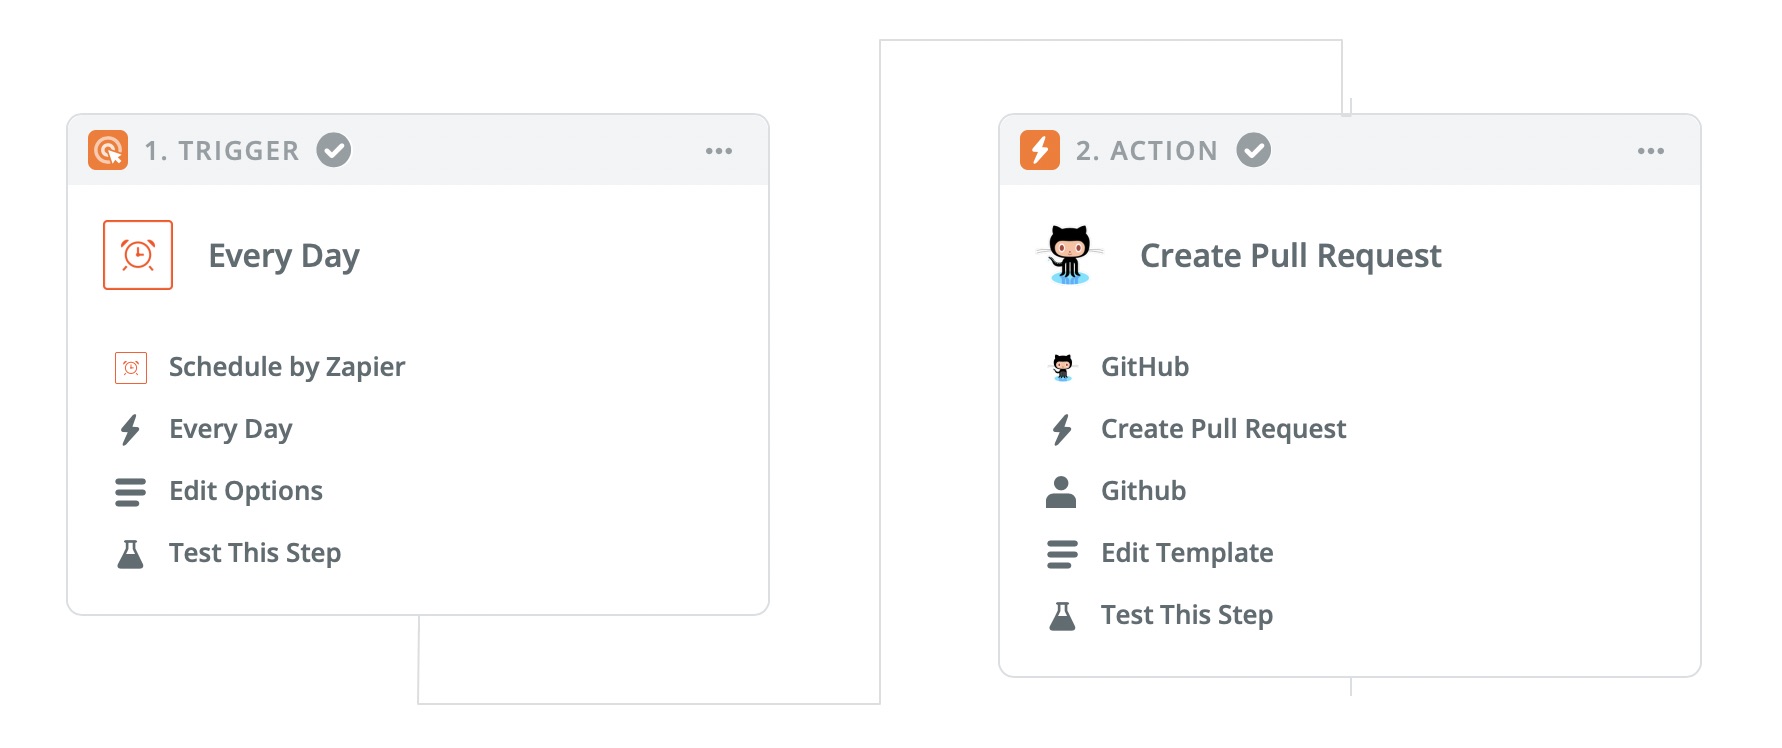 1. TRIGGER
Every Day
Schedule by Zapier
Every Day
Edit Options
Test This Step
2. ACTION
Create Pull Request
GitHub
Create Pull Request
Github
Edit Template
Test This Step